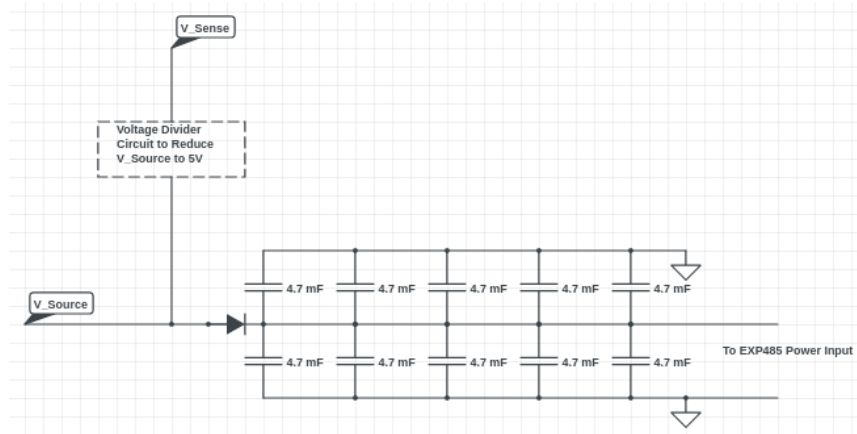 V_Sense
Voltage Divider
Circuit to Reduce
V_Source to 5V
V_Source
4.7 mF
4.7 mF
4.7 mF
4.7 mF
4.7 mF
To EXP485 Power Input
4.7 mF
4.7 mF
4.7 mF
4.7 mF
4.7 mF